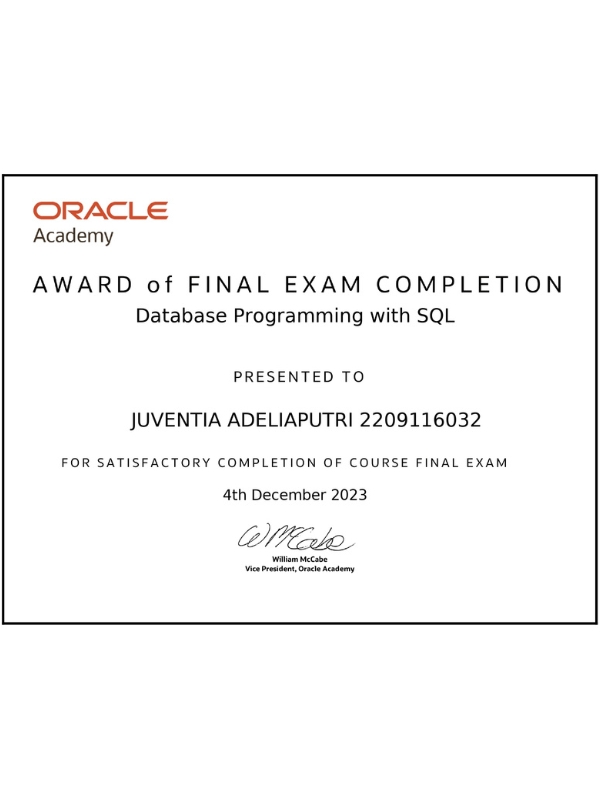 ORACLE
Academy
AWARD of FINAL EXAM COMPLETION
Database Programming with SQL
PRESENTED TO
JUVENTIA ADELIAPUTRI 2209116032
FOR SATISFACTORY COMPLETION OF COURSE FINAL EXAM
4th December 2023
WMcCabe
William McCabe
Vice President, Oracle Academy